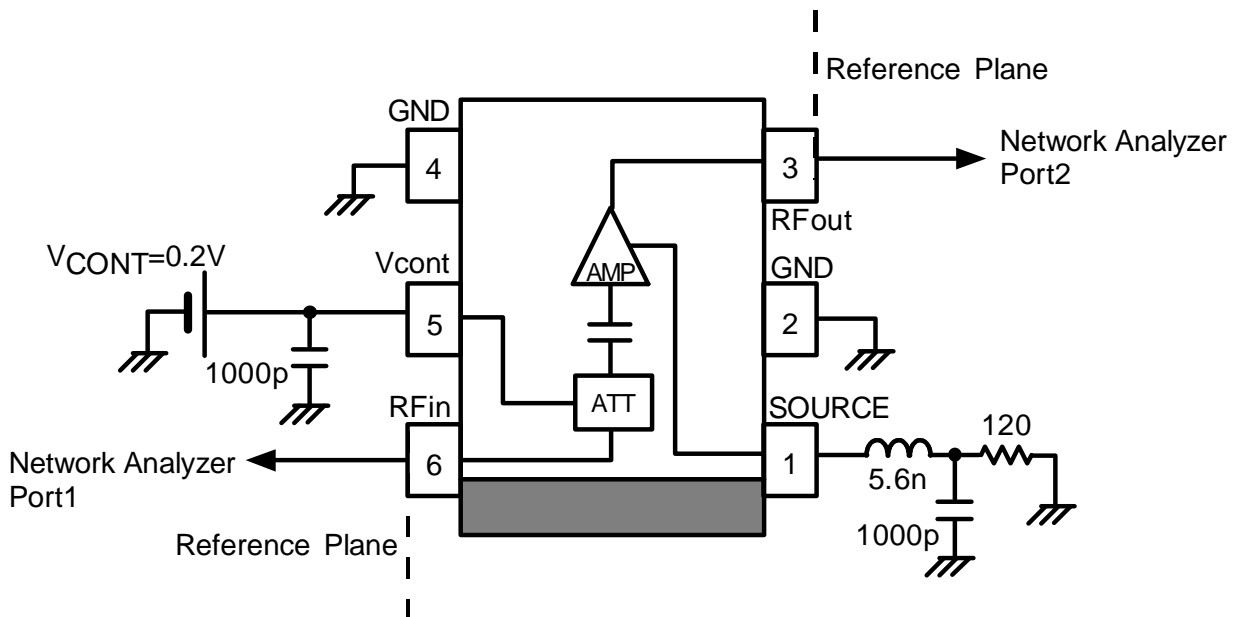 Reference Plane
GND
4
3
Network Analyzer
Port2
RFout
VCONT=0.2V
Vcont
AMP
GND
5
2
1000p
RFin
ATT
SOURCE
120
Network Analyzer
Port1
6
1
5.6n
1000p
Reference Plane